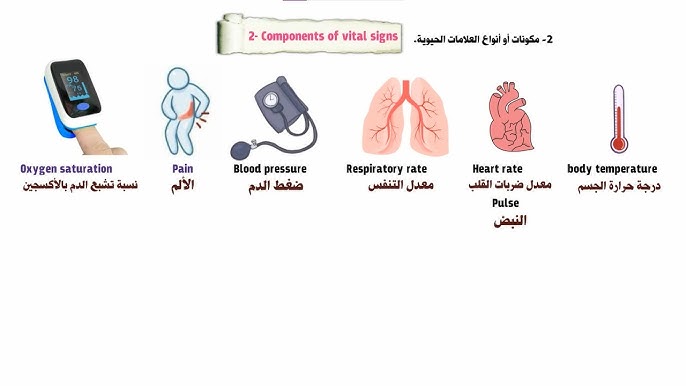 2- Components of vital signs
2- مكونات أو أنواع العلامات الحيوية.
98
75
Oxygen saturation
نسبة تشبع الدم بالأكسجين
Pain
الألم
Blood pressure
ضغط الدم
Respiratory rate
معدل التنفس
Heart rate
معدل ضربات القلب
Pulse
النبض
body temperature
درجة حرارة الجسم